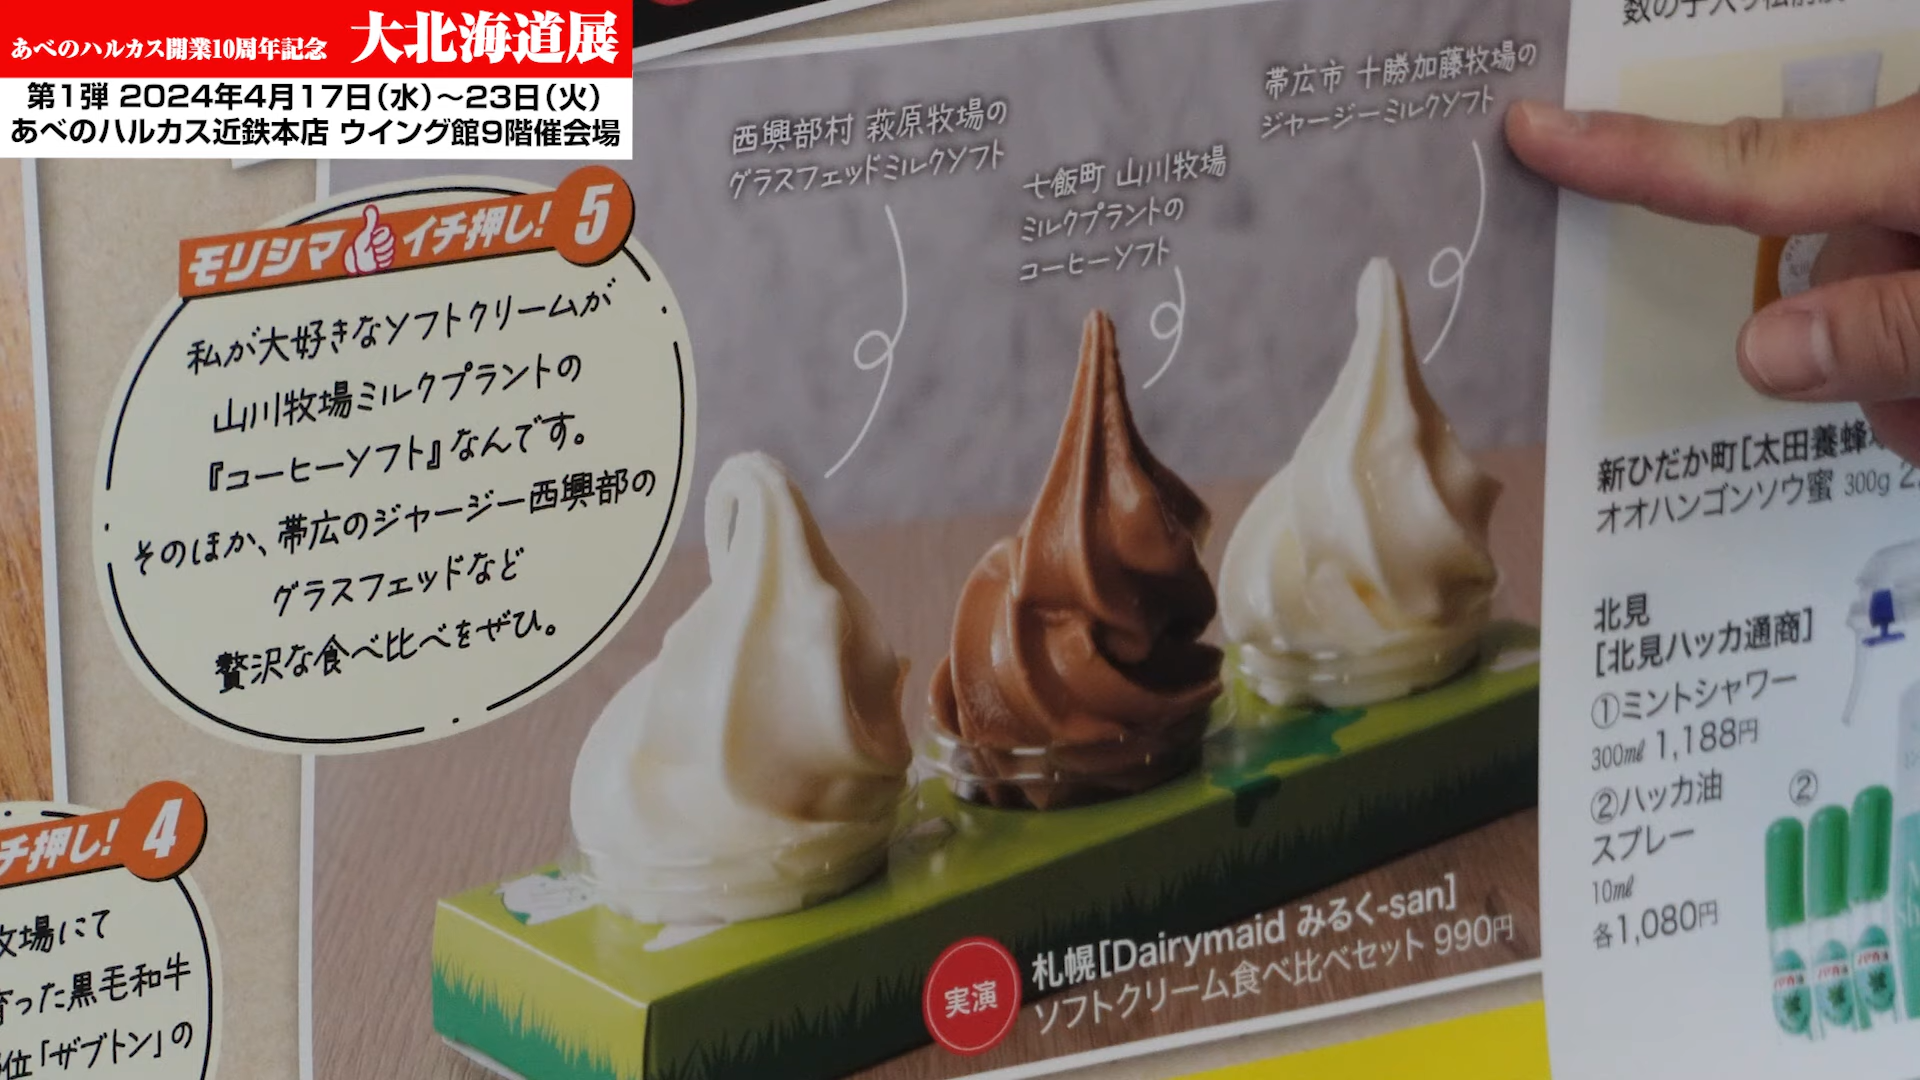 あべのハルカス開業10周年記念 大北海道展
第1弾 2024年4月17日(水)～23日(火)
あべのハルカス近鉄本店 ウイング館9階催会場
モリシマ イチ押し! 5
私が大好きなソフトクリームが
山川牧場ミルクプラントの
『コーヒーソフト』なんです。
そのほか、帯広のジャージー西興部の
グラスフェッドなど
贅沢な食べ比べをぜひ。
西興部村 萩原牧場の
グラスフェッドミルクソフト
七飯町 山川牧場
ミルクプラントの
コーヒーソフト
帯広市 十勝加藤牧場の
ジャージーミルクソフト
実演
札幌[Dairymaid みるく-san]
ソフトクリーム食べ比べセット 990円
チ押し! 4
牧場にて
育った黒毛和牛
位「ザブトン」の
新ひだか町[太田養蜂
オオハンゴンソウ蜜 300g
北見
[北見ハッカ通商]
①ミントシャワー
300㎖ 1,188円
②ハッカ油
スプレー
10㎖
各1,080円
②